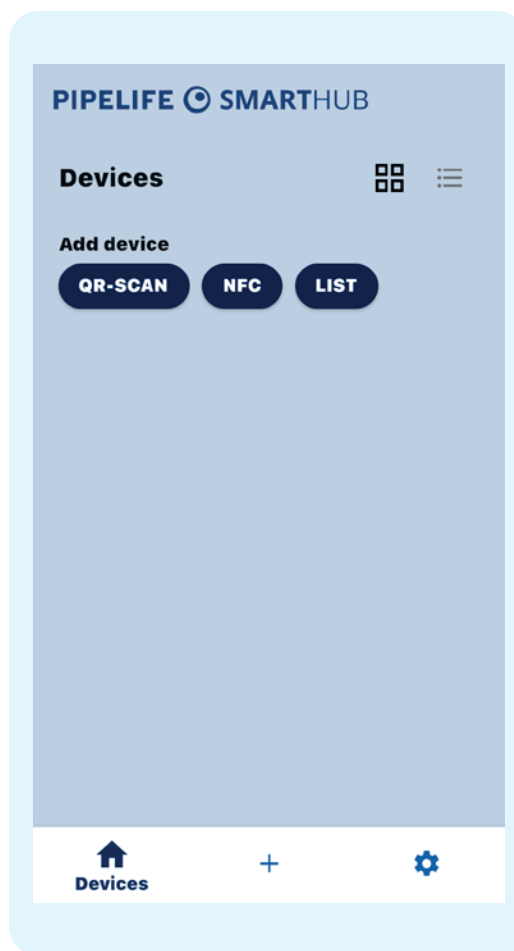 PIPELIFE SMARTHUB
Devices
Add device
QR-SCAN NFC LIST
Devices